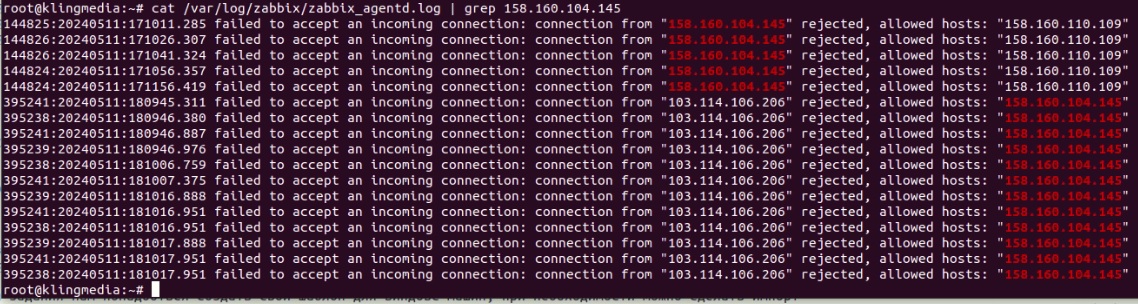 root@klingmedia:~# cat /var/log/zabbix/zabbix_agentd.log | grep 158.160.104.145
144825:20240511:171011.285 failed to accept an incoming connection: connection from "158.160.104.145" rejected, allowed hosts: "158.160.110.109"
144826:20240511:171026.307 failed to accept an incoming connection: connection from "158.160.104.145" rejected, allowed hosts: "158.160.110.109"
144826:20240511:171041.324 failed to accept an incoming connection: connection from "158.160.104.145" rejected, allowed hosts: "158.160.110.109"
144824:20240511:171056.357 failed to accept an incoming connection: connection from "158.160.104.145" rejected, allowed hosts: "158.160.110.109"
144824:20240511:171156.419 failed to accept an incoming connection: connection from "158.160.104.145" rejected, allowed hosts: "158.160.110.109"
395241:20240511:180945.311 failed to accept an incoming connection: connection from "103.114.106.206" rejected, allowed hosts: "158.160.104.145"
395238:20240511:180946.380 failed to accept an incoming connection: connection from "103.114.106.206" rejected, allowed hosts: "158.160.104.145"
395241:20240511:180946.887 failed to accept an incoming connection: connection from "103.114.106.206" rejected, allowed hosts: "158.160.104.145"
395239:20240511:180946.976 failed to accept an incoming connection: connection from "103.114.106.206" rejected, allowed hosts: "158.160.104.145"
395238:20240511:181006.759 failed to accept an incoming connection: connection from "103.114.106.206" rejected, allowed hosts: "158.160.104.145"
395241:20240511:181007.375 failed to accept an incoming connection: connection from "103.114.106.206" rejected, allowed hosts: "158.160.104.145"
395239:20240511:181016.888 failed to accept an incoming connection: connection from "103.114.106.206" rejected, allowed hosts: "158.160.104.145"
395241:20240511:181016.951 failed to accept an incoming connection: connection from "103.114.106.206" rejected, allowed hosts: "158.160.104.145"
395238:20240511:181016.951 failed to accept an incoming connection: connection from "103.114.106.206" rejected, allowed hosts: "158.160.104.145"
395239:20240511:181017.888 failed to accept an incoming connection: connection from "103.114.106.206" rejected, allowed hosts: "158.160.104.145"
395241:20240511:181017.951 failed to accept an incoming connection: connection from "103.114.106.206" rejected, allowed hosts: "158.160.104.145"
395238:20240511:181017.951 failed to accept an incoming connection: connection from "103.114.106.206" rejected, allowed hosts: "158.160.104.145"
root@klingmedia:~#